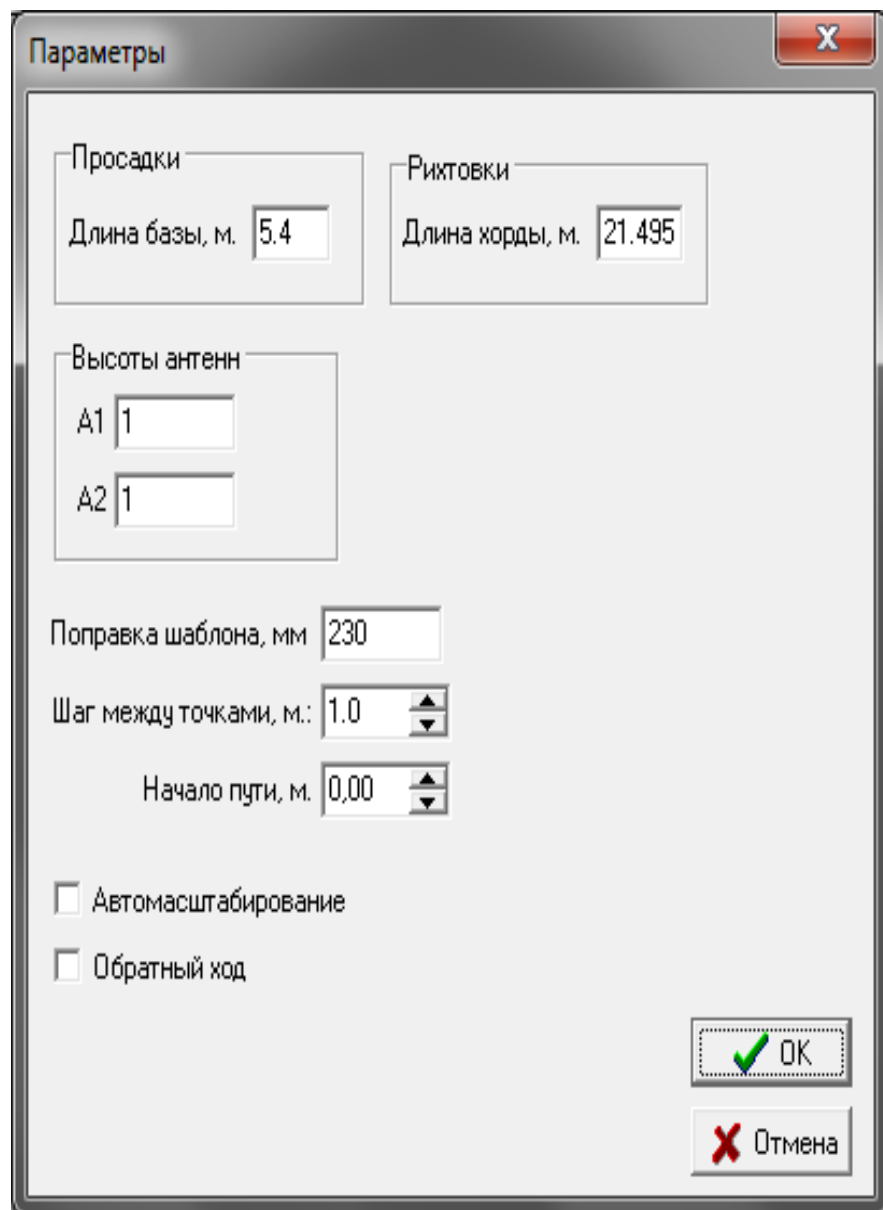 Параметры
Просадки
Длина базы, м. 5.4
Рихтовки
Длина хорды, м. 21.495
Высоты антенн
А1 1
А2 1
Поправка шаблона, мм 230
Шаг между точками, м.: 1.0
Начало пути, м. 0,00
Автомасштабирование
Обратный ход
OK
Отмена